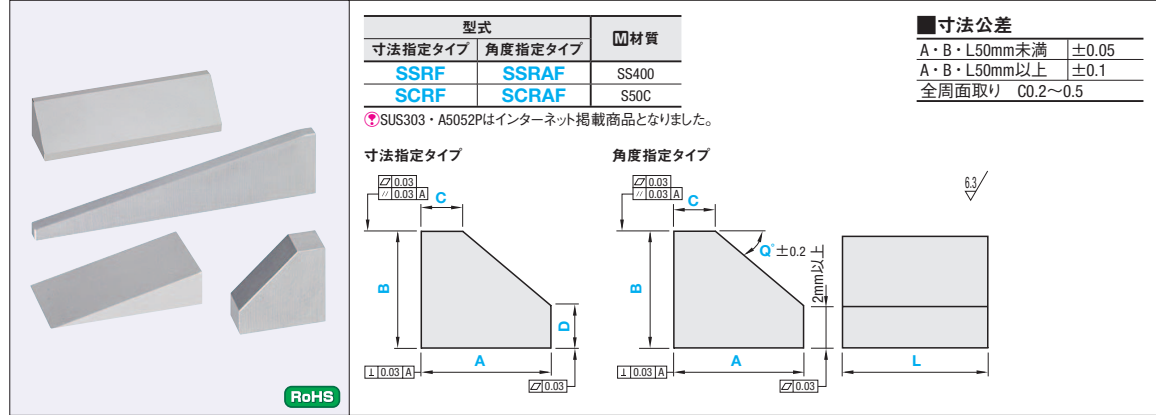 RoHS
型式 M材質
寸法指定タイプ 角度指定タイプ
SSRF SSRAF SS400
SCRF SCRAF S50C
SUS303・A5052Pはインターネット掲載商品となりました。
■寸法公差
A・B・L50mm未満 ±0.05
A・B・L50mm以上 ±0.1
全周面取り C0.2〜0.5
寸法指定タイプ
⏥ 0.03
// 0.03 A
C
B
D
A
⊥ 0.03 A
⏥ 0.03
角度指定タイプ
⏥ 0.03
// 0.03 A
C
Q°±0.2
2mm以上
B
A
⊥ 0.03 A
⏥ 0.03
6.3
L